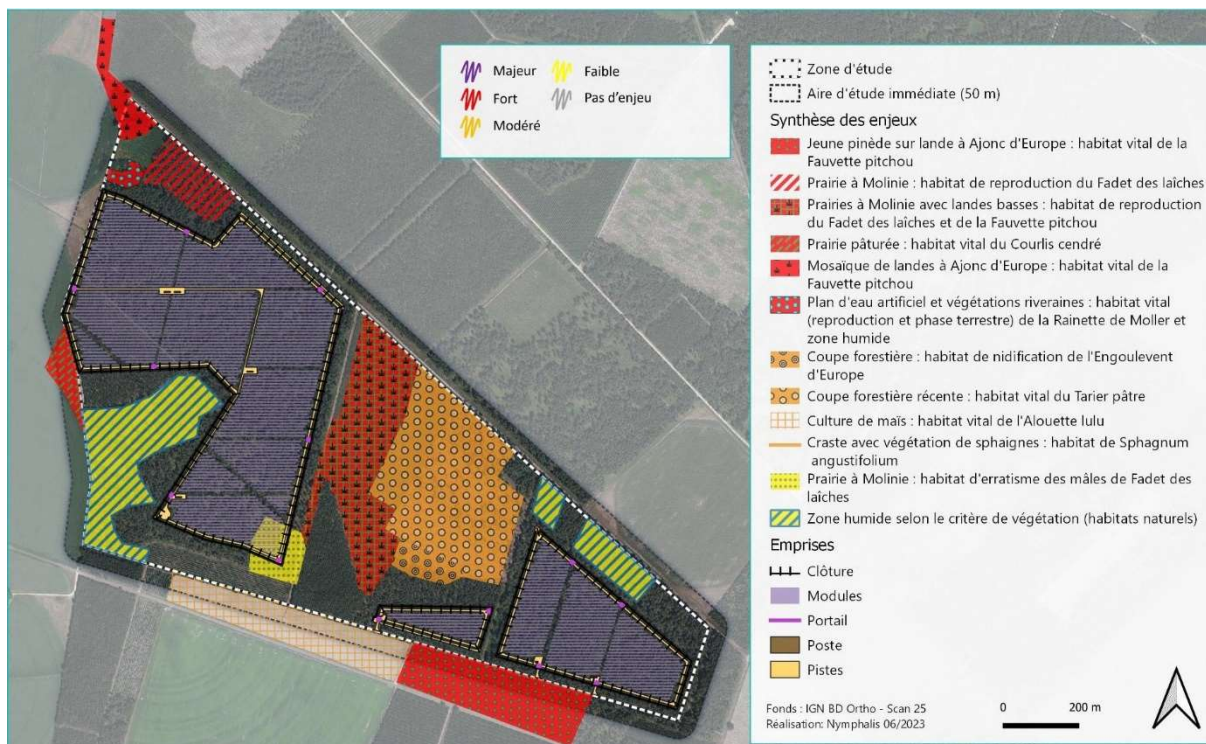 Majeur
Faible
Fort
Pas d'enjeu
Modéré
Zone d'étude
Aire d'étude immédiate (50 m)
Synthèse des enjeux
Jeune pinède sur lande à Ajonc d'Europe : habitat vital de la
Fauvette pitchou
Prairie à Molinie : habitat de reproduction du Fadet des laîches
Prairies à Molinie avec landes basses : habitat de reproduction
du Fadet des laîches et de la Fauvette pitchou
Prairie pâturée : habitat vital du Courlis cendré
Mosaïque de landes à Ajonc d'Europe : habitat vital de la
Fauvette pitchou
Plan d'eau artificiel et végétations riveraines : habitat vital
(reproduction et phase terrestre) de la Rainette de Moller et
zone humide
Coupe forestière : habitat de nidification de l'Engoulevent
d'Europe
Coupe forestière récente : habitat vital du Tarier pâtre
Culture de maïs : habitat vital de l'Alouette lulu
Craste avec végétation de sphaignes : habitat de Sphagnum
angustifolium
Prairie à Molinie : habitat d'erratisme des mâles de Fadet des
laîches
Zone humide selon le critère de végétation (habitats naturels)
Emprises
Clôture
Modules
Portail
Poste
Pistes
Fonds : IGN BD Ortho - Scan 25
Réalisation: Nymphalis 06/2023
0 200 m